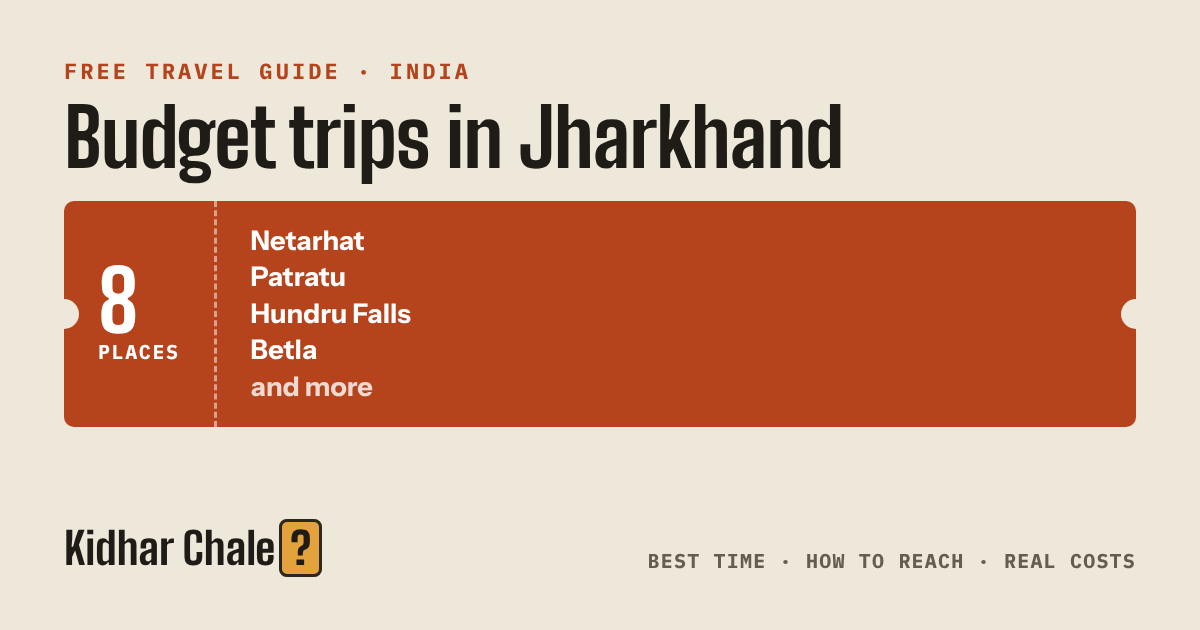 FREE TRAVEL GUIDE · INDIA
Budget trips in Jharkhand
8
PLACES
Netarhat
Patratu
Hundru Falls
Betla
and more
Kidhar Chale ?
BEST TIME · HOW TO REACH · REAL COSTS